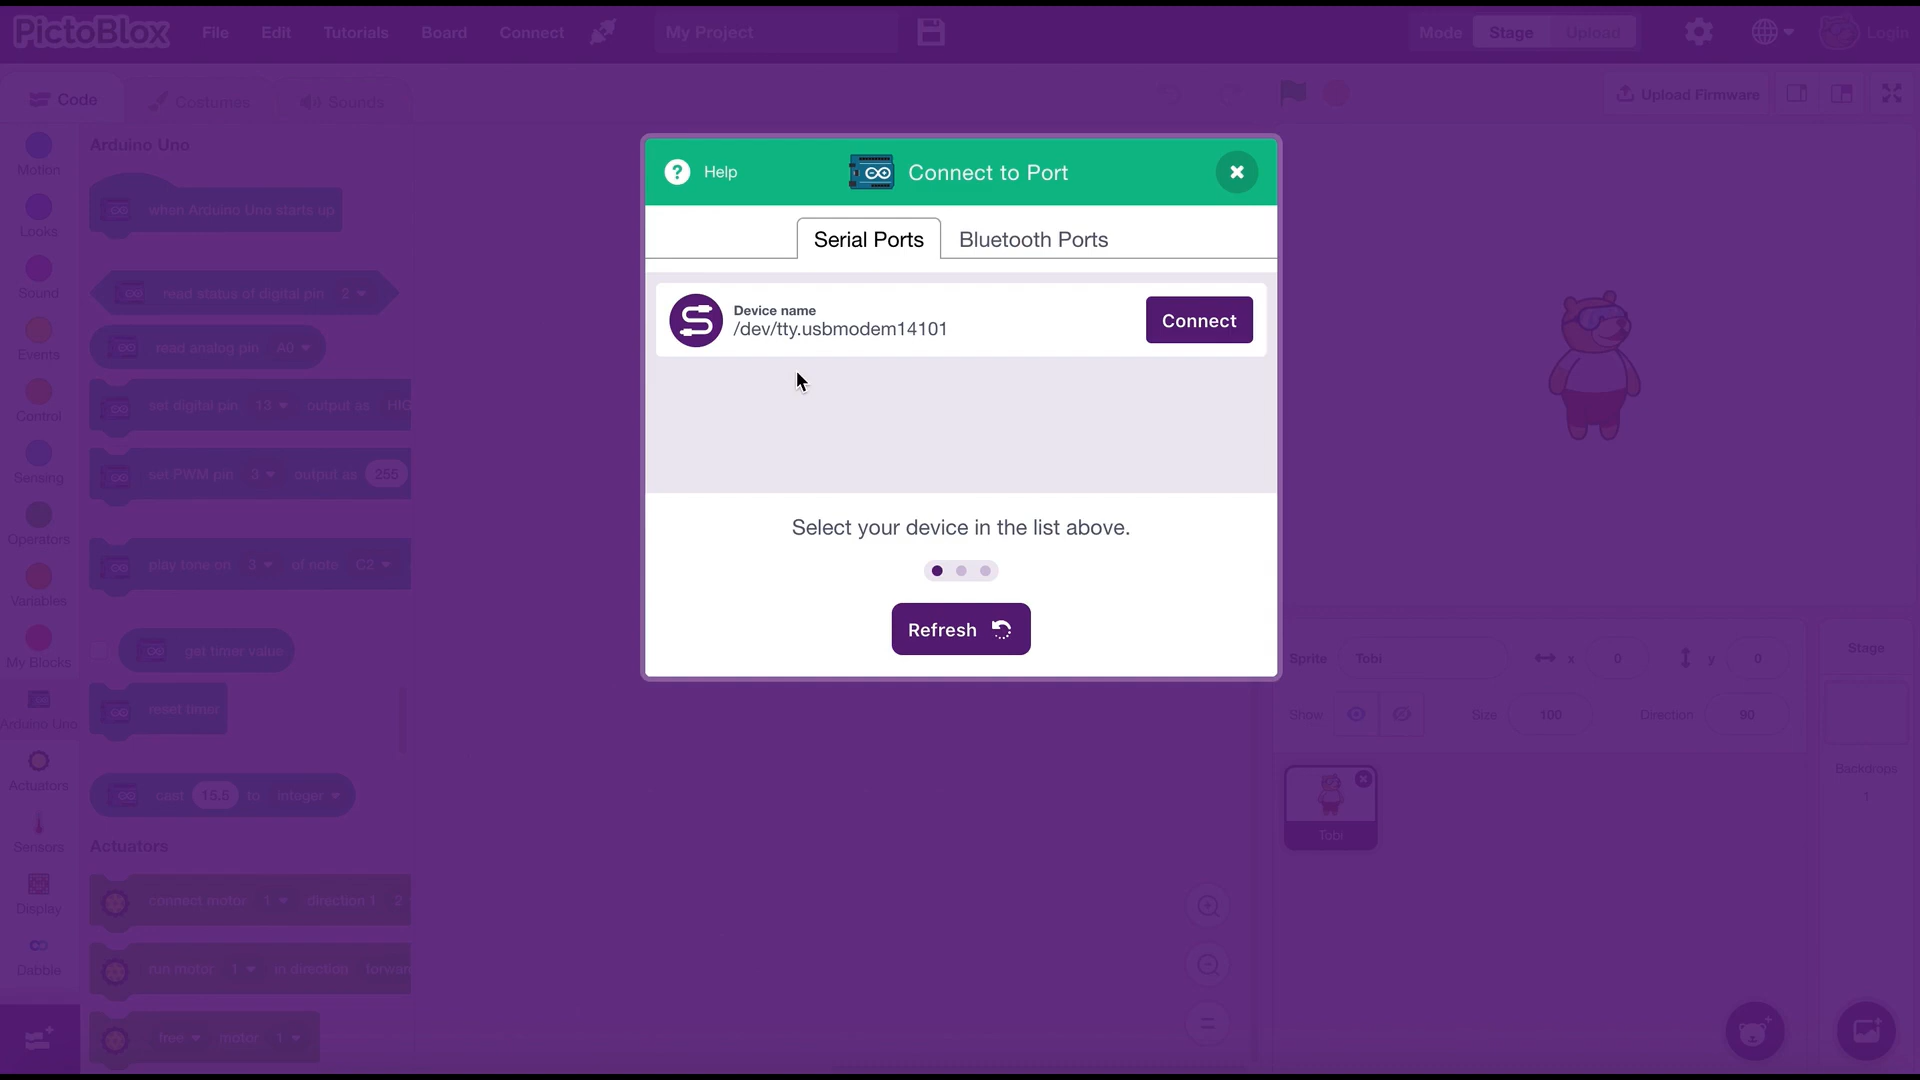 PictoBlox File Edit Tutorials Board Connect My Project Mode Stage Upload Login
Code Costumes Sounds Upload Firmware
Motion
Looks
Sound
Events
Control
Sensing
Operators
Variables
My Blocks
Arduino Uno
Actuators
Sensors
Display
Dabble
Arduino Uno
when Arduino Uno starts up
read status of digital pin 2
read analog pin A0
set digital pin 13 output as HIG
set PWM pin 3 output as 255
play tone on 3 of note C2
get timer value
reset timer
cast 15.5 to Integer
Actuators
connect motor 1 direction 1 2
run motor 1 in direction forwar
free motor 1
Help Connect to Port
Serial Ports Bluetooth Ports
Device name
/dev/tty.usbmodem14101
Connect
Select your device in the list above.
Refresh
Sprite Tobi x 0 y 0
Show Size 100 Direction 90
Tobi
Stage
Backdrops
1